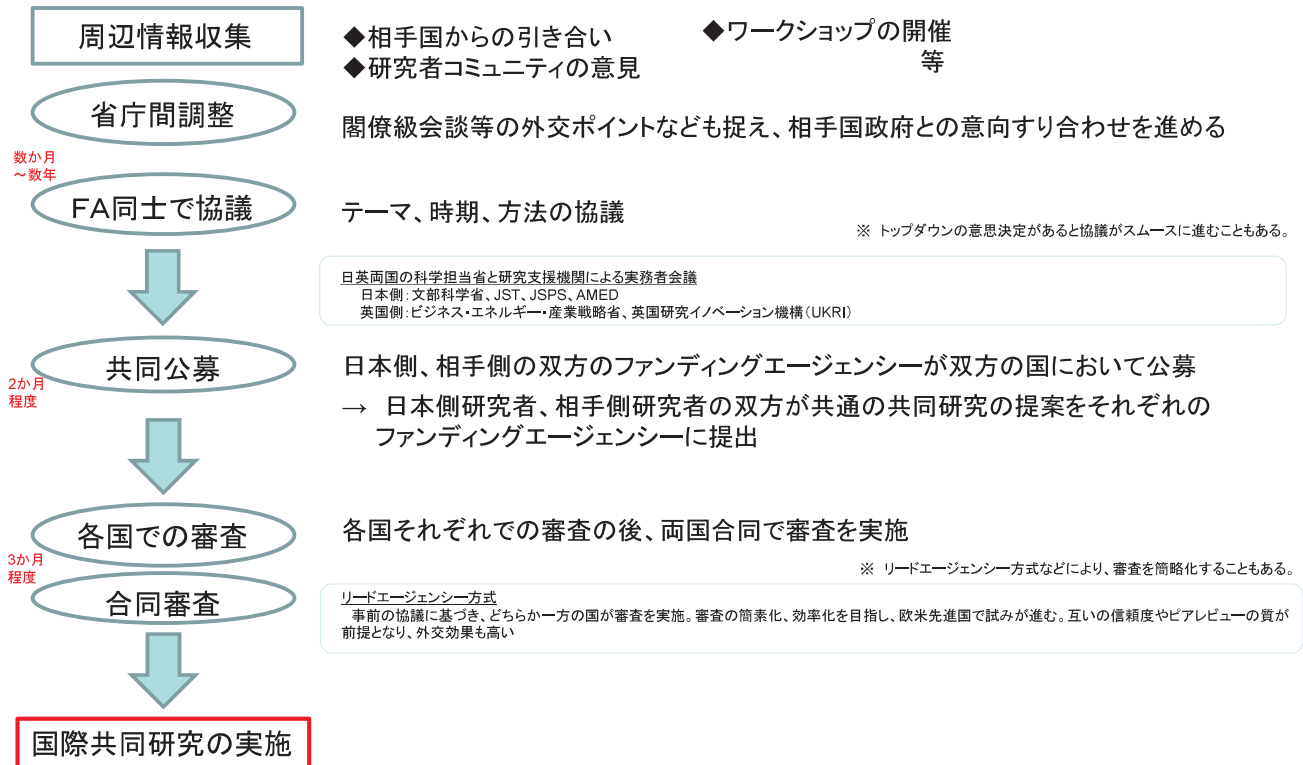 周辺情報収集
◆相手国からの引き合い
◆ワークショップの開催
◆研究者コミュニティの意見
等
省庁間調整
閣僚級会談等の外交ポイントなども捉え、相手国政府との意向すり合わせを進める
数か月
～数年
FA同士で協議
テーマ、時期、方法の協議
※ トップダウンの意思決定があると協議がスムースに進むこともある。
日英両国の科学担当省と研究支援機関による実務者会議
日本側：文部科学省、JST、JSPS、AMED
英国側：ビジネス・エネルギー・産業戦略省、英国研究イノベーション機構（UKRI）
共同公募
2か月
程度
日本側、相手側の双方のファンディングエージェンシーが双方の国において公募
→ 日本側研究者、相手側研究者の双方が共通の共同研究の提案をそれぞれの
ファンディングエージェンシーに提出
各国での審査
各国それぞれでの審査の後、両国合同で審査を実施
3か月
程度
※ リードエージェンシー方式などにより、審査を簡略化することもある。
合同審査
リードエージェンシー方式
事前の協議に基づき、どちらか一方の国が審査を実施。審査の簡素化、効率化を目指し、欧米先進国で試みが進む。互いの信頼度やピアレビューの質が
前提となり、外交効果も高い
国際共同研究の実施